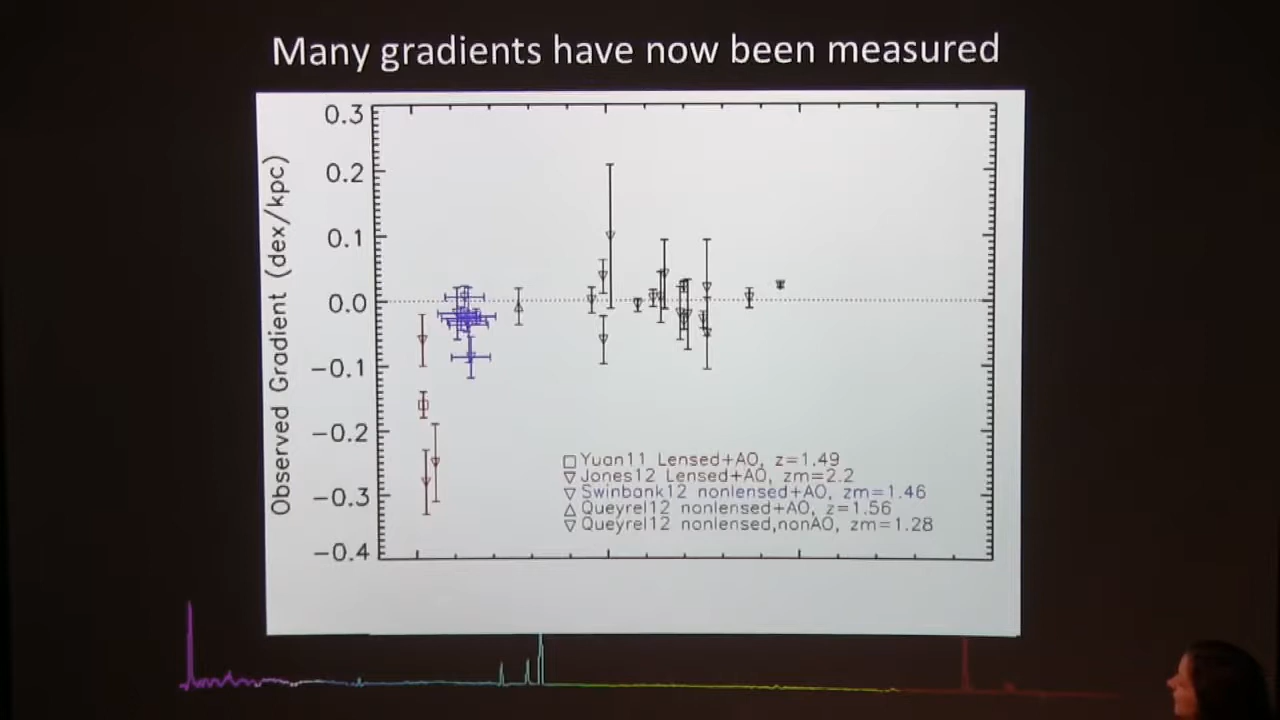 Many gradients have now been measured
Observed Gradient (dex/kpc)
0.3
0.2
0.1
0.0
−0.1
−0.2
−0.3
−0.4
Yuan11 Lensed+AO, z=1.49
Jones12 Lensed+AO, zm=2.2
Swinbank12 nonlensed+AO, zm=1.46
Queyrel12 nonlensed+AO, z=1.56
Queyrel12 nonlensed,nonAO, zm=1.28